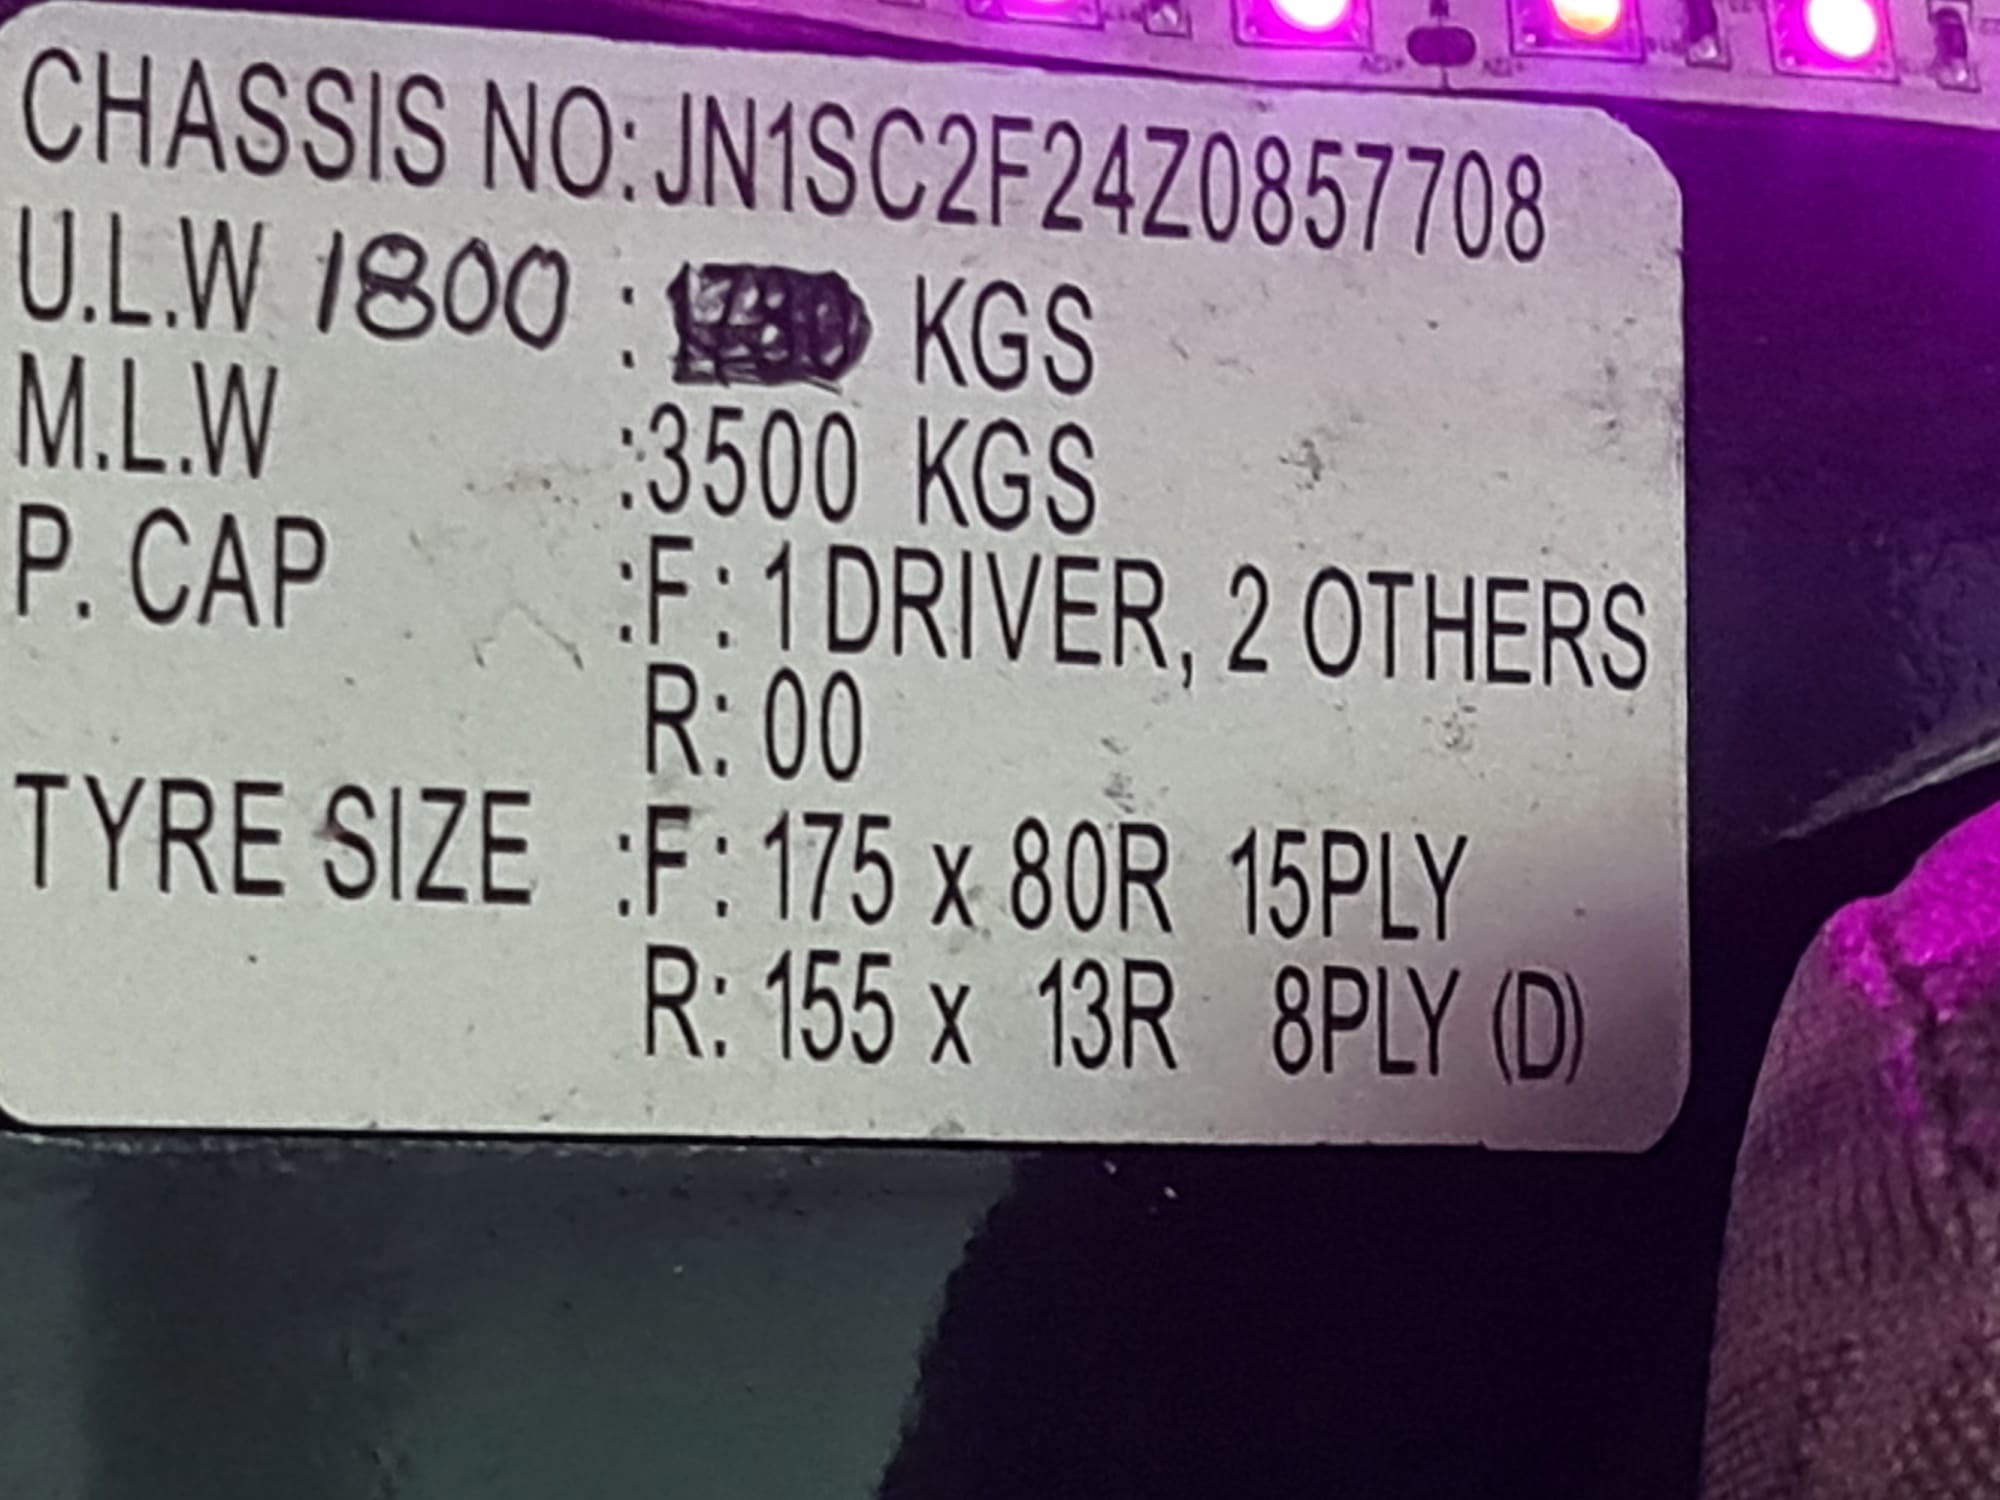 CHASSIS NO: JN1SC2F24Z0857708
U.L.W 1800 : KGS
M.L.W :3500 KGS
P. CAP :F: 1 DRIVER, 2 OTHERS
R: 00
TYRE SIZE :F: 175 x 80R 15PLY
R: 155 x 13R 8PLY (D)